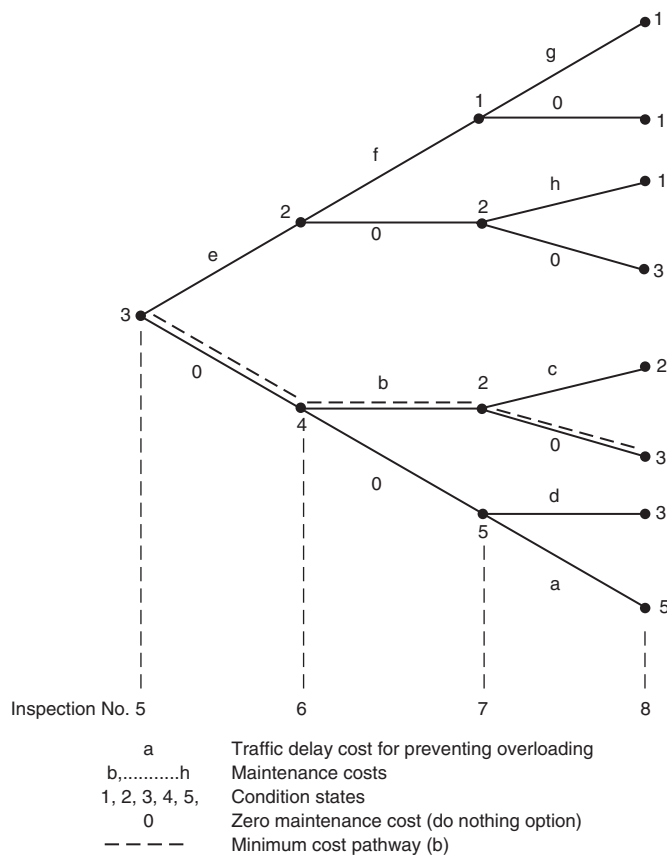 1
g
1
0
1
f
h
1
2
2
0
0
3
e
3
0
b
c
2
4
2
0
3
0
d
3
5
a
5
Inspection No. 5 6 7 8
a Traffic delay cost for preventing overloading
b,...........h Maintenance costs
1, 2, 3, 4, 5, Condition states
0 Zero maintenance cost (do nothing option)
Minimum cost pathway (b)